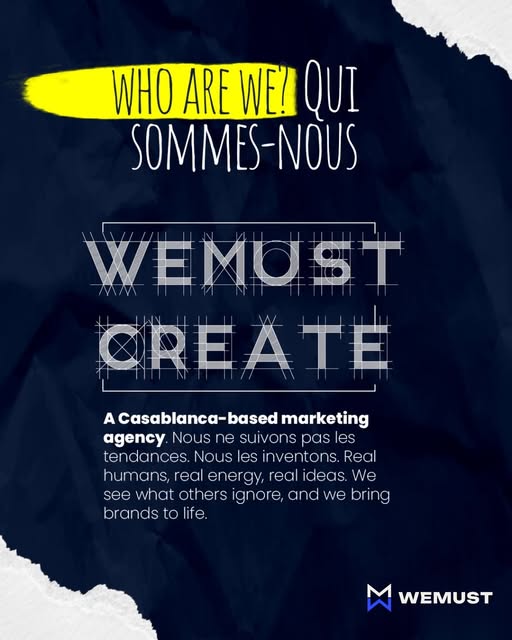 WHO ARE WE? QUI
SOMMES-NOUS
WEMUST
CREATE
A Casablanca-based marketing
agency. Nous ne suivons pas les
tendances. Nous les inventons. Real
humans, real energy, real ideas. We
see what others ignore, and we bring
brands to life.
WEMUST